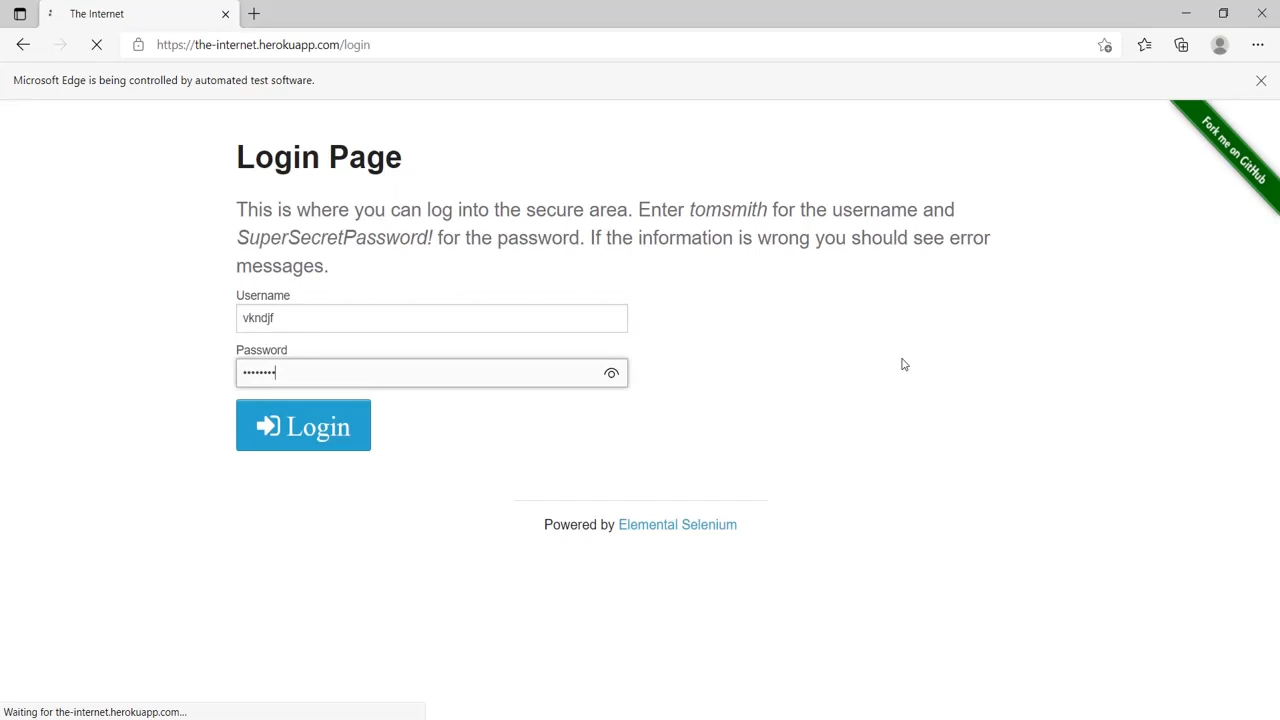 The Internet
https://the-internet.herokuapp.com/login
Microsoft Edge is being controlled by automated test software.
Fork me on GitHub
Login Page
This is where you can log into the secure area. Enter tomsmith for the username and
SuperSecretPassword! for the password. If the information is wrong you should see error
messages.
Username
vkndjf
Password
••••••••
Login
Powered by Elemental Selenium
Waiting for the-internet.herokuapp.com...